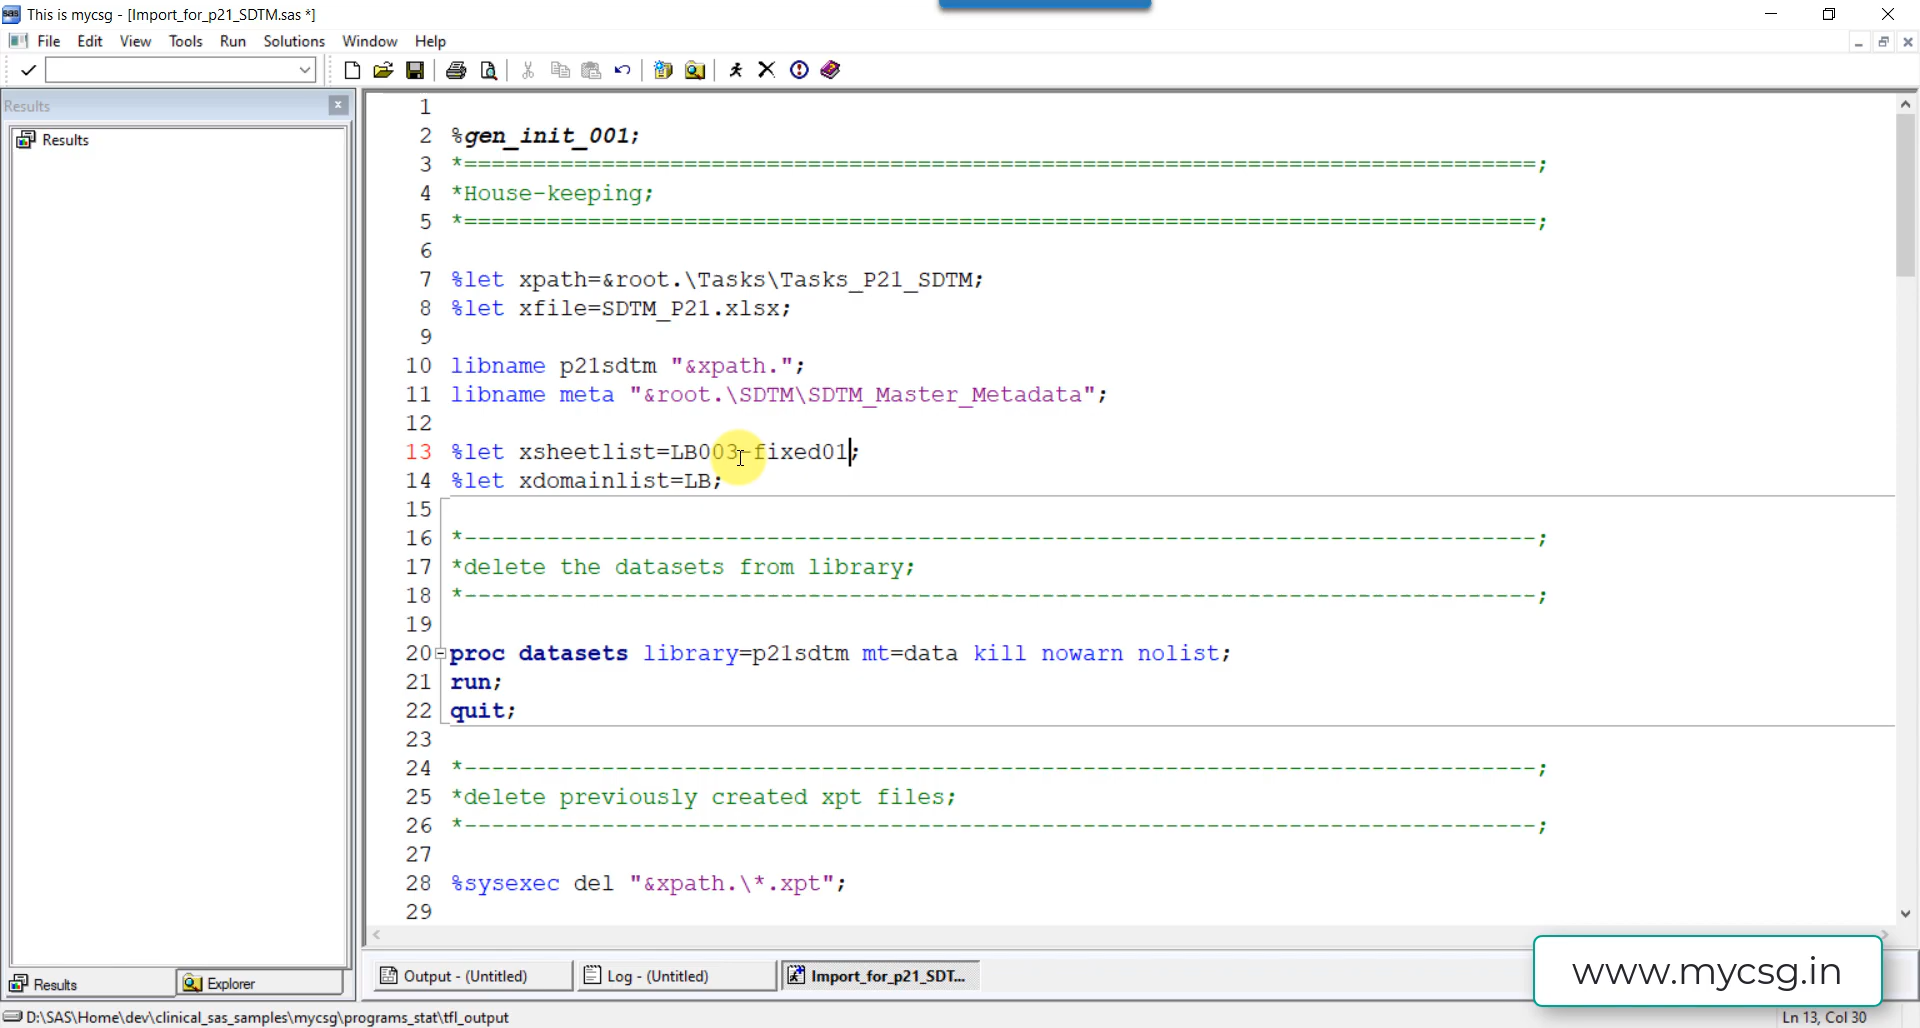 This is mycsg - [Import_for_p21_SDTM.sas *]
File Edit View Tools Run Solutions Window Help
Results
Results
1
2 %gen_init_001;
3 *==============================================================================;
4 *House-keeping;
5 *==============================================================================;
6
7 %let xpath=&root.\Tasks\Tasks_P21_SDTM;
8 %let xfile=SDTM_P21.xlsx;
9
10 libname p21sdtm "&xpath.";
11 libname meta "&root.\SDTM\SDTM_Master_Metadata";
12
13 %let xsheetlist=LB003-fixed01;
14 %let xdomainlist=LB;
15
16 *------------------------------------------------------------------------------;
17 *delete the datasets from library;
18 *------------------------------------------------------------------------------;
19
20 proc datasets library=p21sdtm mt=data kill nowarn nolist;
21 run;
22 quit;
23
24 *------------------------------------------------------------------------------;
25 *delete previously created xpt files;
26 *------------------------------------------------------------------------------;
27
28 %sysexec del "&xpath.\*.xpt";
29
Results Explorer
Output - (Untitled) Log - (Untitled) Import_for_p21_SDT...
www.mycsg.in
D:\SAS\Home\dev\clinical_sas_samples\mycsg\programs_stat\tfl_output
Ln 13, Col 30